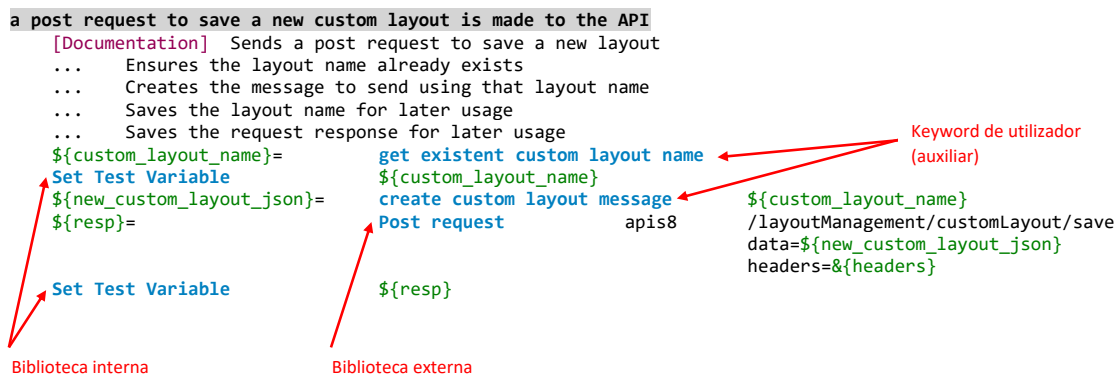 a post request to save a new custom layout is made to the API
[Documentation] Sends a post request to save a new layout
... Ensures the layout name already exists
... Creates the message to send using that layout name
... Saves the layout name for later usage
... Saves the request response for later usage
Keyword de utilizador
(auxiliar)
${custom_layout_name}= get existent custom layout name
Set Test Variable ${custom_layout_name}
${new_custom_layout_json}= create custom layout message ${custom_layout_name}
${resp}= Post request apis8 /layoutManagement/customLayout/save
data=${new_custom_layout_json}
headers=&{headers}
Set Test Variable ${resp}
Biblioteca interna Biblioteca externa